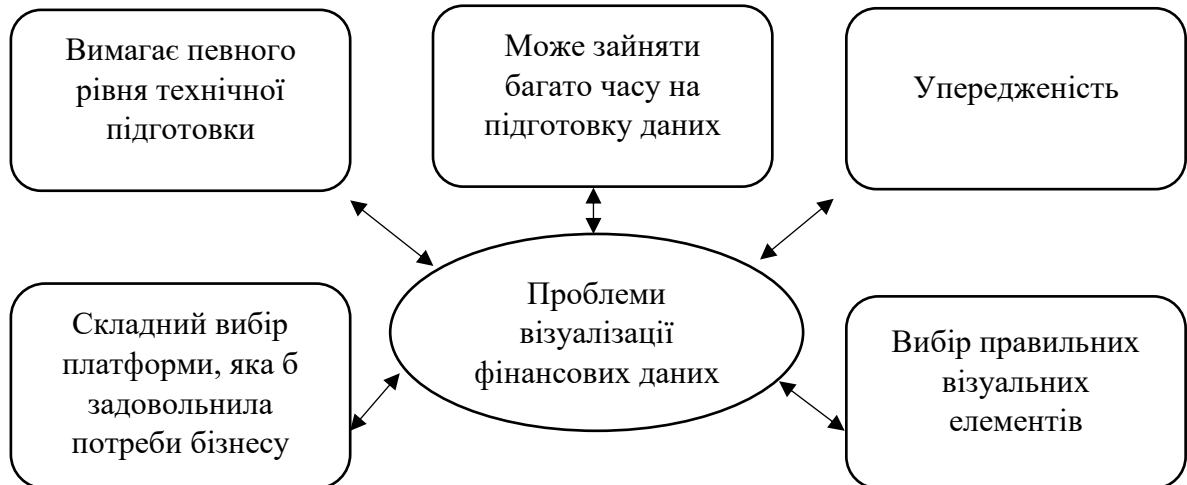 Вимагає певного
рівня технічної
підготовки
Може зайняти
багато часу на
підготовку даних
Упередженість
Проблеми
візуалізації
фінансових даних
Складний вибір
платформи, яка б
задовольнила
потреби бізнесу
Вибір правильних
візуальних
елементів